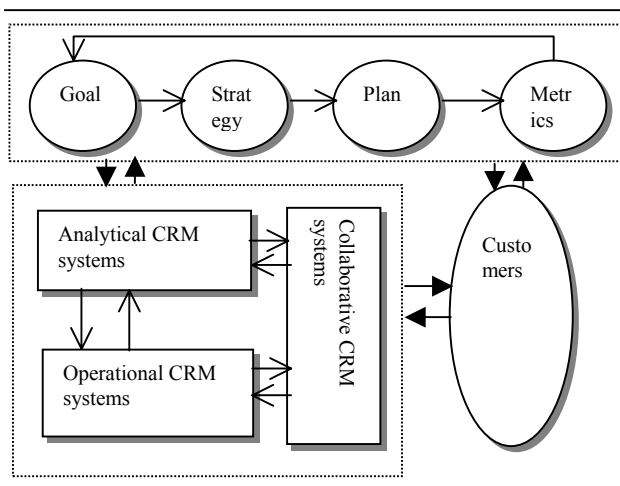 Goal
Strat
egy
Plan
Metr
ics
Analytical CRM
systems
Collaborative CRM
systems
Operational CRM
systems
Custo
mers